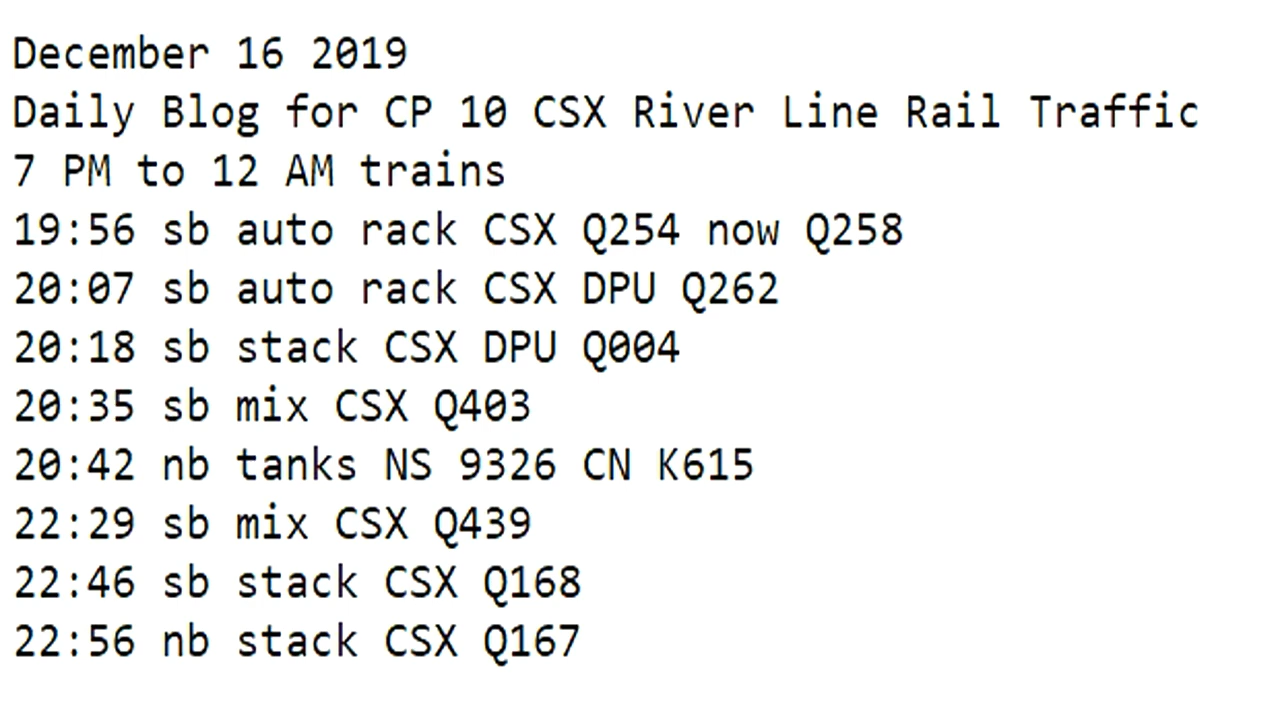 December 16 2019
Daily Blog for CP 10 CSX River Line Rail Traffic
7 PM to 12 AM trains
19:56 sb auto rack CSX Q254 now Q258
20:07 sb auto rack CSX DPU Q262
20:18 sb stack CSX DPU Q004
20:35 sb mix CSX Q403
20:42 nb tanks NS 9326 CN K615
22:29 sb mix CSX Q439
22:46 sb stack CSX Q168
22:56 nb stack CSX Q167